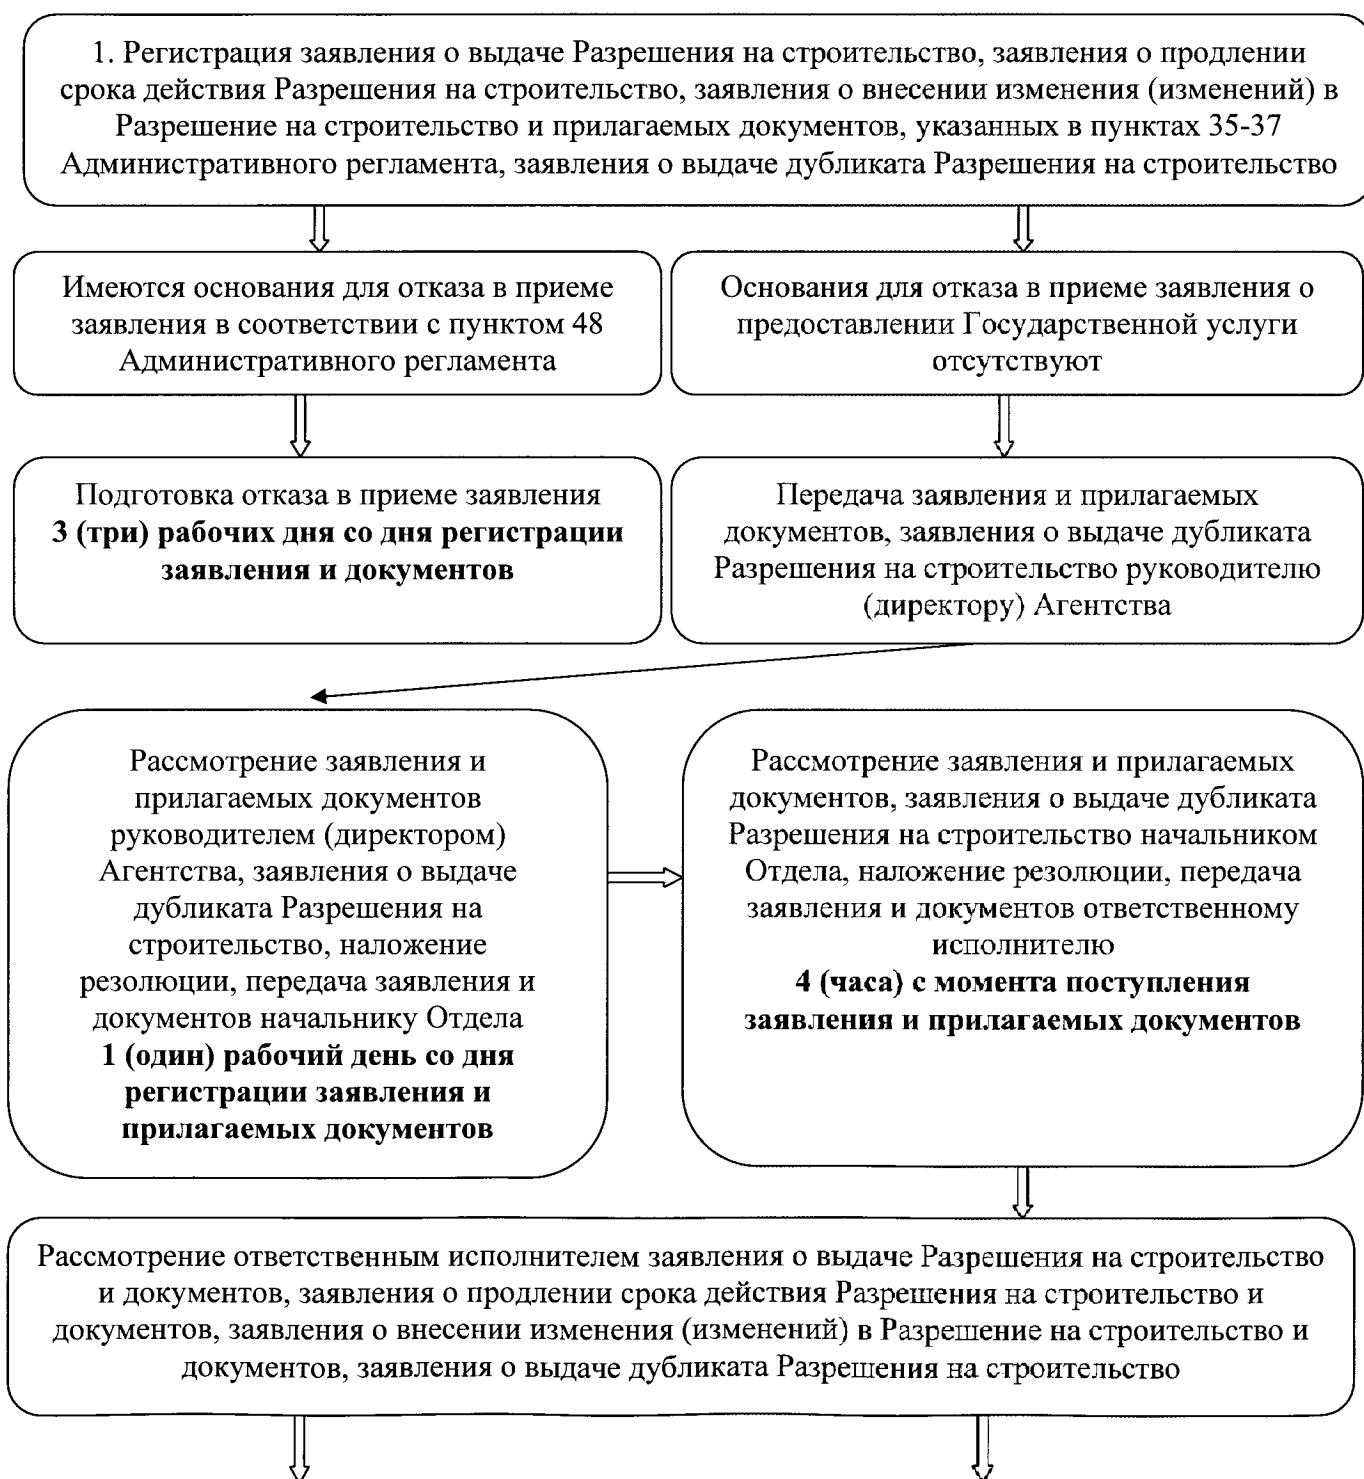 1. Регистрация заявления о выдаче Разрешения на строительство, заявления о продлении
срока действия Разрешения на строительство, заявления о внесении изменения (изменений) в
Разрешение на строительство и прилагаемых документов, указанных в пунктах 35-37
Административного регламента, заявления о выдаче дубликата Разрешения на строительство
Имеются основания для отказа в приеме
заявления в соответствии с пунктом 48
Административного регламента
Основания для отказа в приеме заявления о
предоставлении Государственной услуги
отсутствуют
Подготовка отказа в приеме заявления
3 (три) рабочих дня со дня регистрации
заявления и документов
Передача заявления и прилагаемых
документов, заявления о выдаче дубликата
Разрешения на строительство руководителю
(директору) Агентства
Рассмотрение заявления и
прилагаемых документов
руководителем (директором)
Агентства, заявления о выдаче
дубликата Разрешения на
строительство, наложение
резолюции, передача заявления и
документов начальнику Отдела
1 (один) рабочий день со дня
регистрации заявления и
прилагаемых документов
Рассмотрение заявления и прилагаемых
документов, заявления о выдаче дубликата
Разрешения на строительство начальником
Отдела, наложение резолюции, передача
заявления и документов ответственному
исполнителю
4 (часа) с момента поступления
заявления и прилагаемых документов
Рассмотрение ответственным исполнителем заявления о выдаче Разрешения на строительство
и документов, заявления о продлении срока действия Разрешения на строительство и
документов, заявления о внесении изменения (изменений) в Разрешение на строительство и
документов, заявления о выдаче дубликата Разрешения на строительство